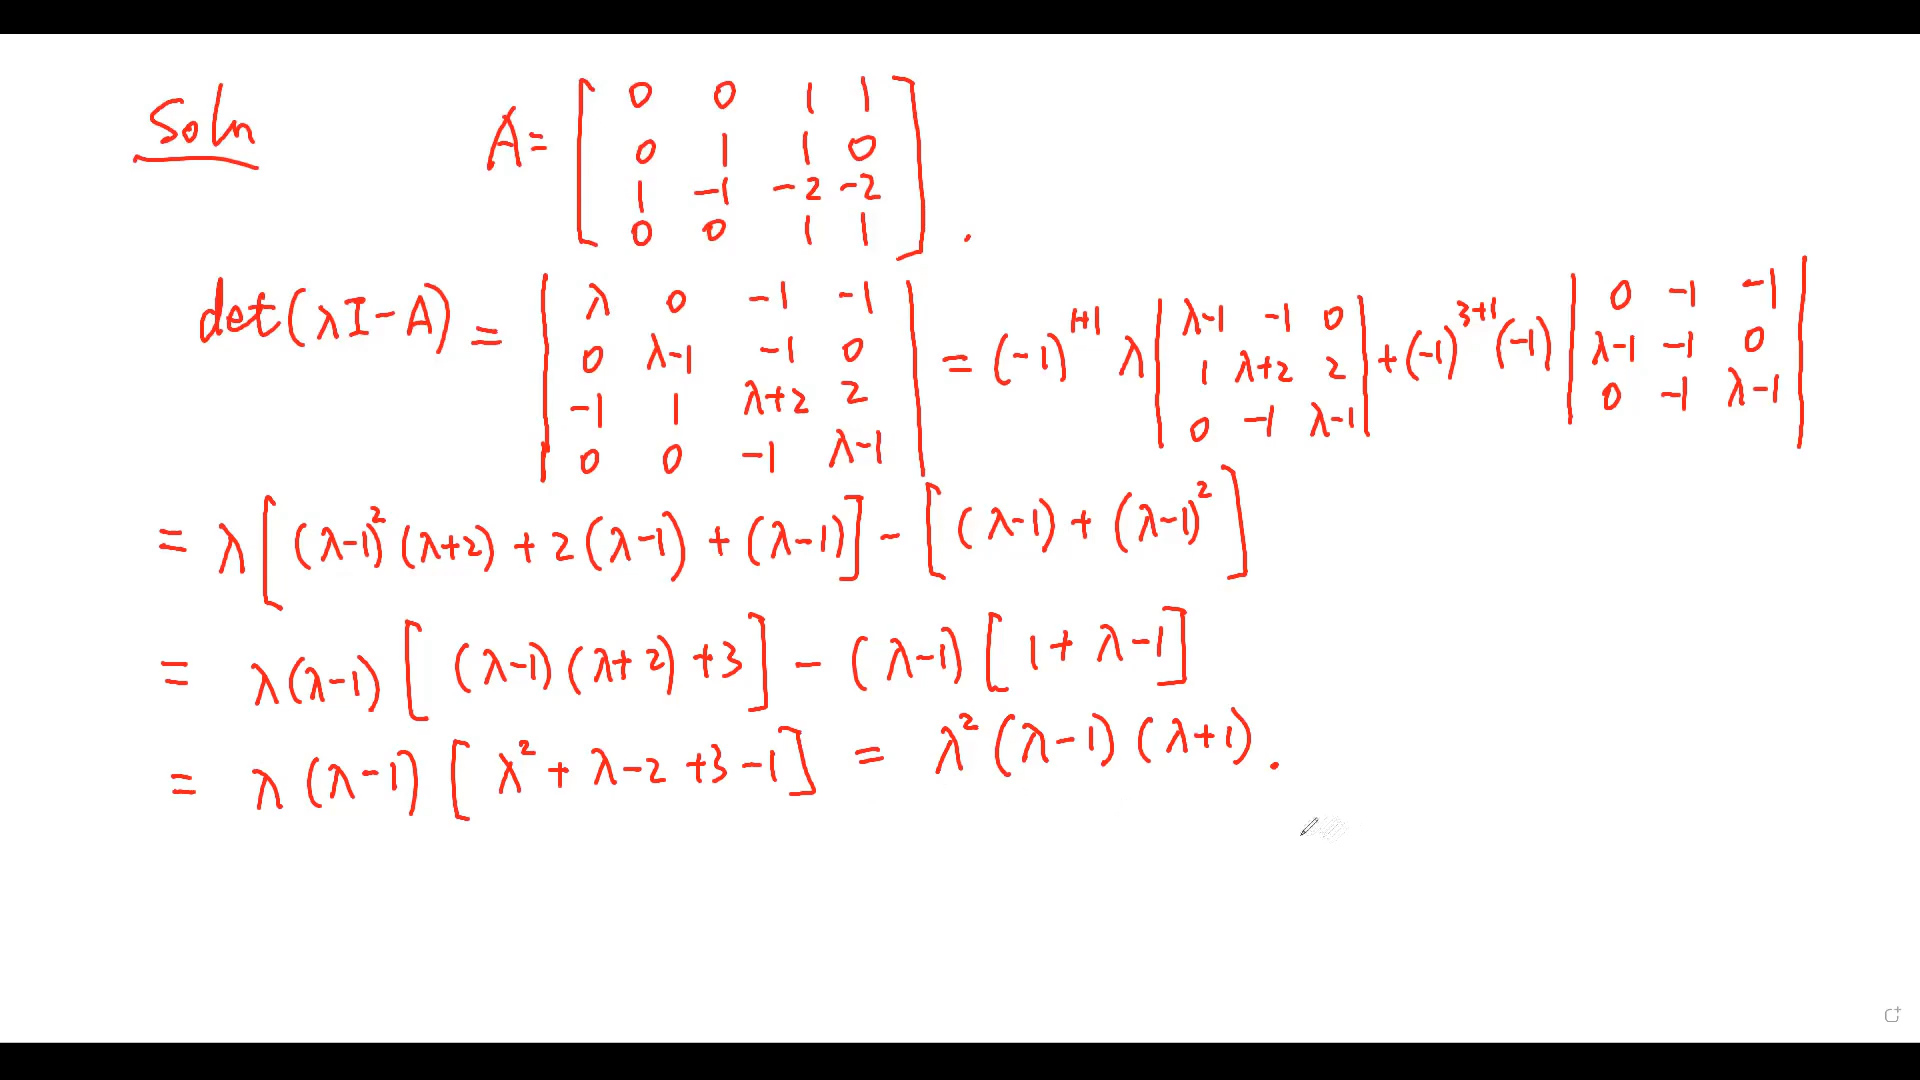 Soln A = [ 0 0 1 1
0 1 1 0
1 -1 -2 -2
0 0 1 1 ] .
det(λI-A) = | λ 0 -1 -1
0 λ-1 -1 0
-1 1 λ+2 2
0 0 -1 λ-1 | = (-1)^{1+1} λ | λ-1 -1 0
1 λ+2 2
0 -1 λ-1 | + (-1)^{3+1} (-1) | 0 -1 -1
λ-1 -1 0
0 -1 λ-1 |
= λ [ (λ-1)² (λ+2) + 2(λ-1) + (λ-1) ] - [ (λ-1) + (λ-1)² ]
= λ(λ-1) [ (λ-1)(λ+2) + 3 ] - (λ-1) [ 1 + λ-1 ]
= λ(λ-1) [ λ² + λ-2 +3 -1 ] = λ² (λ-1) (λ+1) .